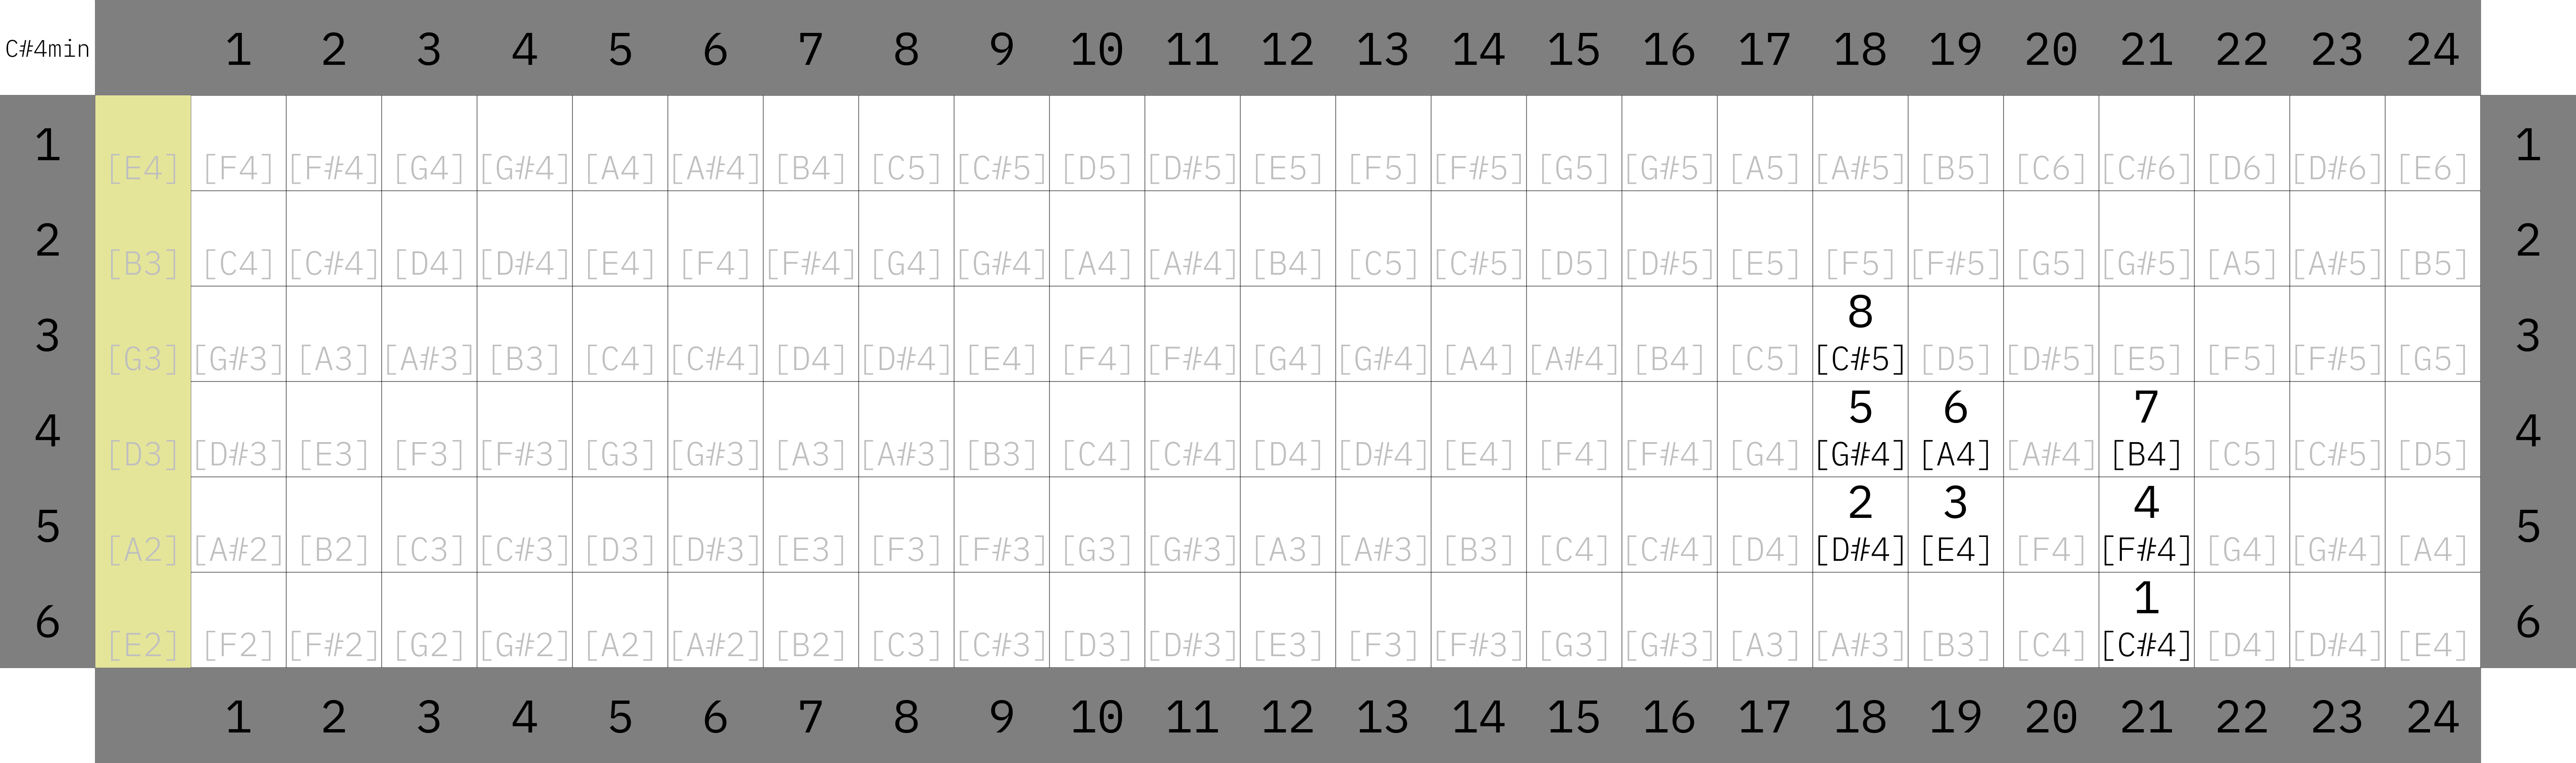 C#4min 1 2 3 4 5 6 7 8 9 10 11 12 13 14 15 16 17 18 19 20 21 22 23 24
1 [E4] [F4] [F#4] [G4] [G#4] [A4] [A#4] [B4] [C5] [C#5] [D5] [D#5] [E5] [F5] [F#5] [G5] [G#5] [A5] [A#5] [B5] [C6] [C#6] [D6] [D#6] [E6] 1
2 [B3] [C4] [C#4] [D4] [D#4] [E4] [F4] [F#4] [G4] [G#4] [A4] [A#4] [B4] [C5] [C#5] [D5] [D#5] [E5] [F5] [F#5] [G5] [G#5] [A5] [A#5] [B5] 2
8
3 [G3] [G#3] [A3] [A#3] [B3] [C4] [C#4] [D4] [D#4] [E4] [F4] [F#4] [G4] [G#4] [A4] [A#4] [B4] [C5] [C#5] [D5] [D#5] [E5] [F5] [F#5] [G5] 3
5 6 7
4 [D3] [D#3] [E3] [F3] [F#3] [G3] [G#3] [A3] [A#3] [B3] [C4] [C#4] [D4] [D#4] [E4] [F4] [F#4] [G4] [G#4] [A4] [A#4] [B4] [C5] [C#5] [D5] 4
2 3 4
5 [A2] [A#2] [B2] [C3] [C#3] [D3] [D#3] [E3] [F3] [F#3] [G3] [G#3] [A3] [A#3] [B3] [C4] [C#4] [D4] [D#4] [E4] [F4] [F#4] [G4] [G#4] [A4] 5
1
6 [E2] [F2] [F#2] [G2] [G#2] [A2] [A#2] [B2] [C3] [C#3] [D3] [D#3] [E3] [F3] [F#3] [G3] [G#3] [A3] [A#3] [B3] [C4] [C#4] [D4] [D#4] [E4] 6
1 2 3 4 5 6 7 8 9 10 11 12 13 14 15 16 17 18 19 20 21 22 23 24